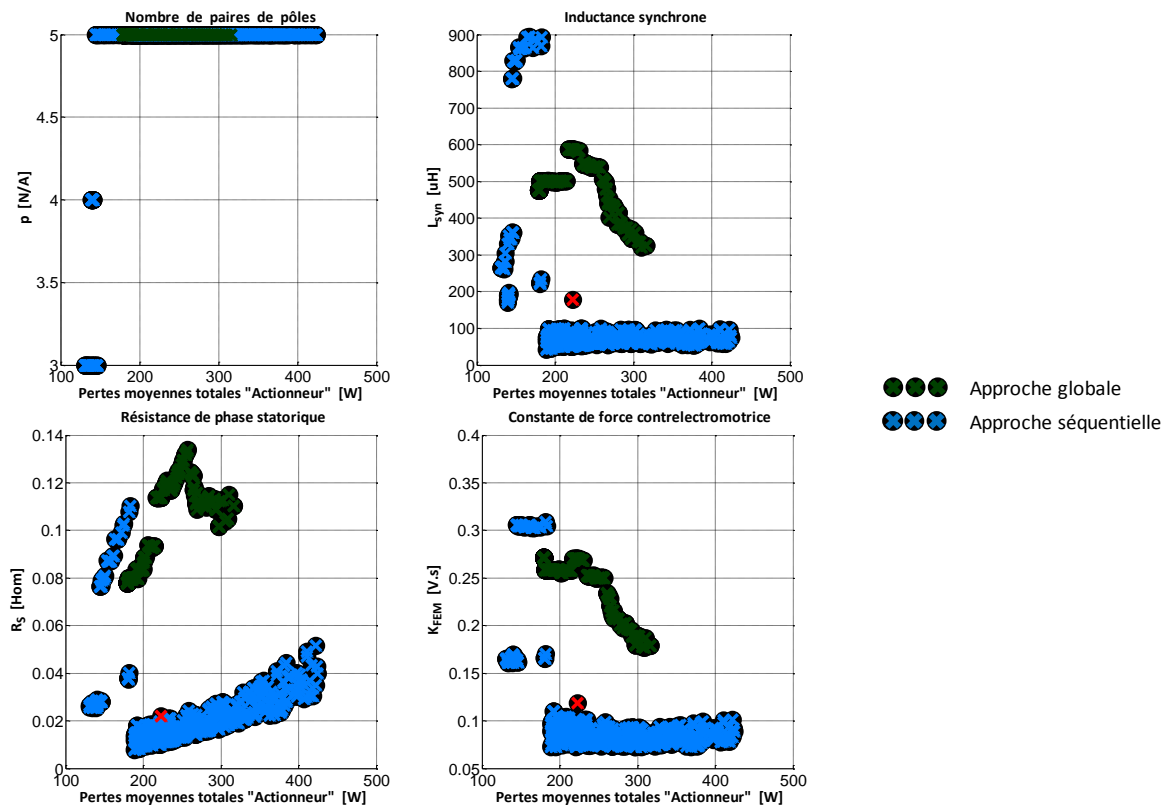 Nombre de paires de pôles
5
4.5
4
3.5
3
p [N/A]
100 200 300 400 500
Pertes moyennes totales "Actionneur" [W]
Inductance synchrone
900
800
700
600
500
400
300
200
100
0
Lsyn [uH]
100 200 300 400 500
Pertes moyennes totales "Actionneur" [W]
Résistance de phase statorique
0.14
0.12
0.1
0.08
0.06
0.04
0.02
0
RS [Hom]
100 200 300 400 500
Pertes moyennes totales "Actionneur" [W]
Constante de force contrelectromotrice
0.4
0.35
0.3
0.25
0.2
0.15
0.1
0.05
KFEM [V.s]
100 200 300 400 500
Pertes moyennes totales "Actionneur" [W]
Approche globale
Approche séquentielle